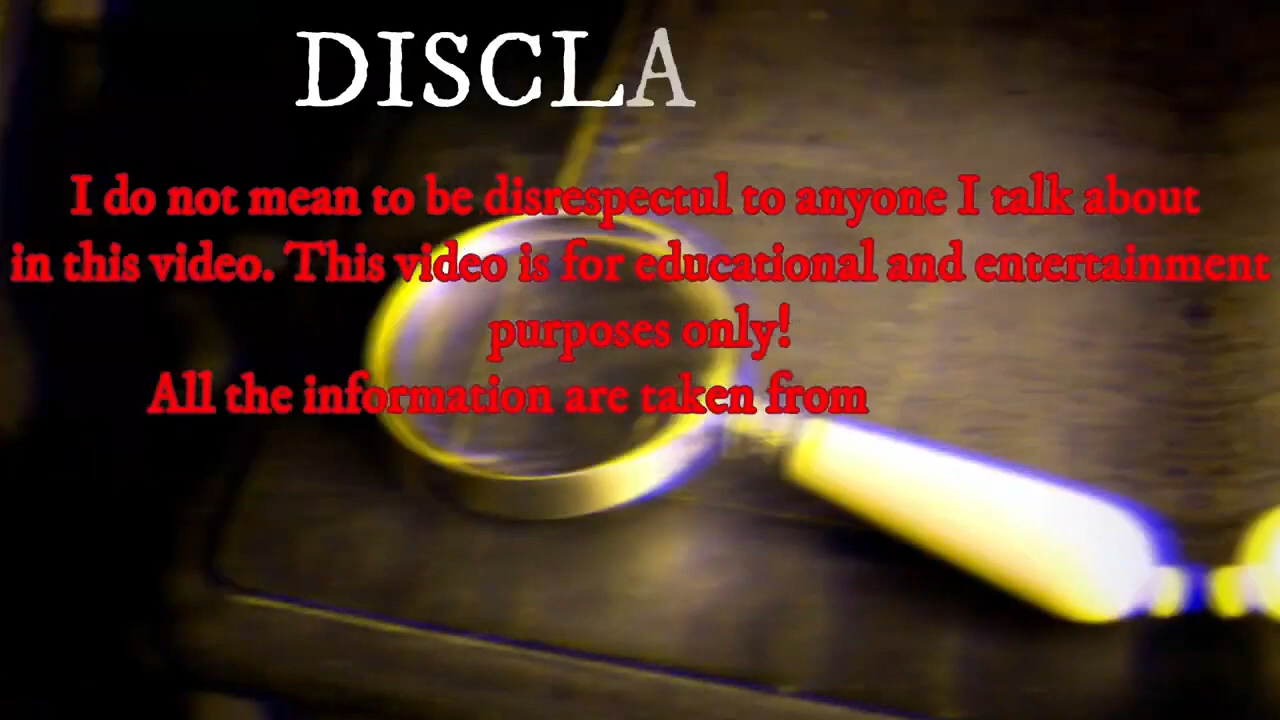 DISCLA
I do not mean to be disrespectul to anyone I talk about
in this video. This video is for educational and entertainment
purposes only!
All the information are taken from